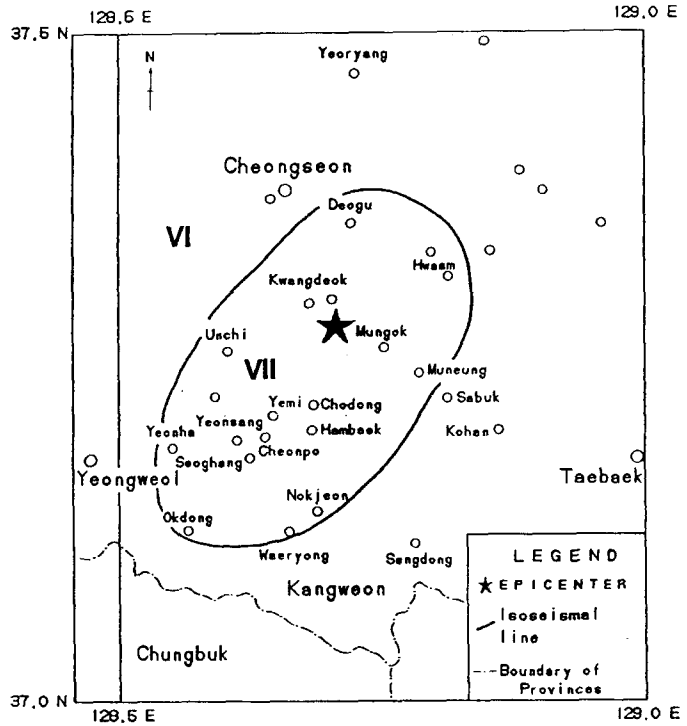 128.5 E
129.0 E
37.5 N
N
Yeoryang
Cheongseon
Deogu
VI
Hwaam
Kwangdeok
Unchi
Mungok
VII
Muneung
Yemi
Chodong
Sabuk
Yeonsang
Hambaek
Kohan
Yeonha
Cheonpo
Seoghang
Yeongweol
Taebaek
Nokjeon
Okdong
Waeryong
Sangdong
Kangweon
Chungbuk
LEGEND
EPICENTER
Isoseismal
line
Boundary of
Provinces
37.0 N
128.5 E
129.0 E